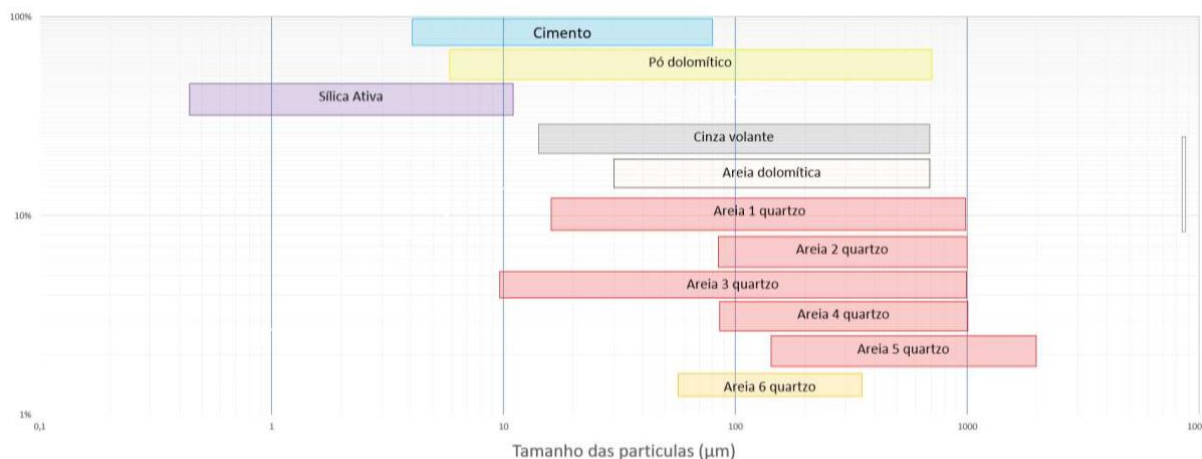 100%
Cimento
Pó dolomítico
Sílica Ativa
Cinza volante
Areia dolomítica
Areia 1 quartzo
10%
Areia 2 quartzo
Areia 3 quartzo
Areia 4 quartzo
Areia 5 quartzo
Areia 6 quartzo
1%
0,1 1 10 100 1000 100
Tamanho das particulas (µm)